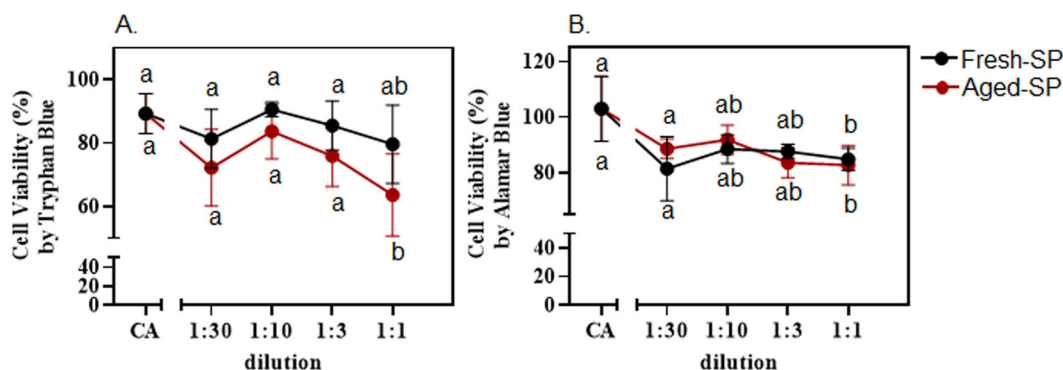 A.
Cell Viability (%)
by Tryphan Blue
100
80
60
40
20
0
a
a
a
a
ab
a
a
a
a
b
CA
1:30
1:10
1:3
1:1
dilution
B.
Cell Viability (%)
by Alamar Blue
120
100
80
40
20
0
a
a
ab
ab
b
a
a
ab
ab
b
CA
1:30
1:10
1:3
1:1
dilution
Fresh-SP
Aged-SP